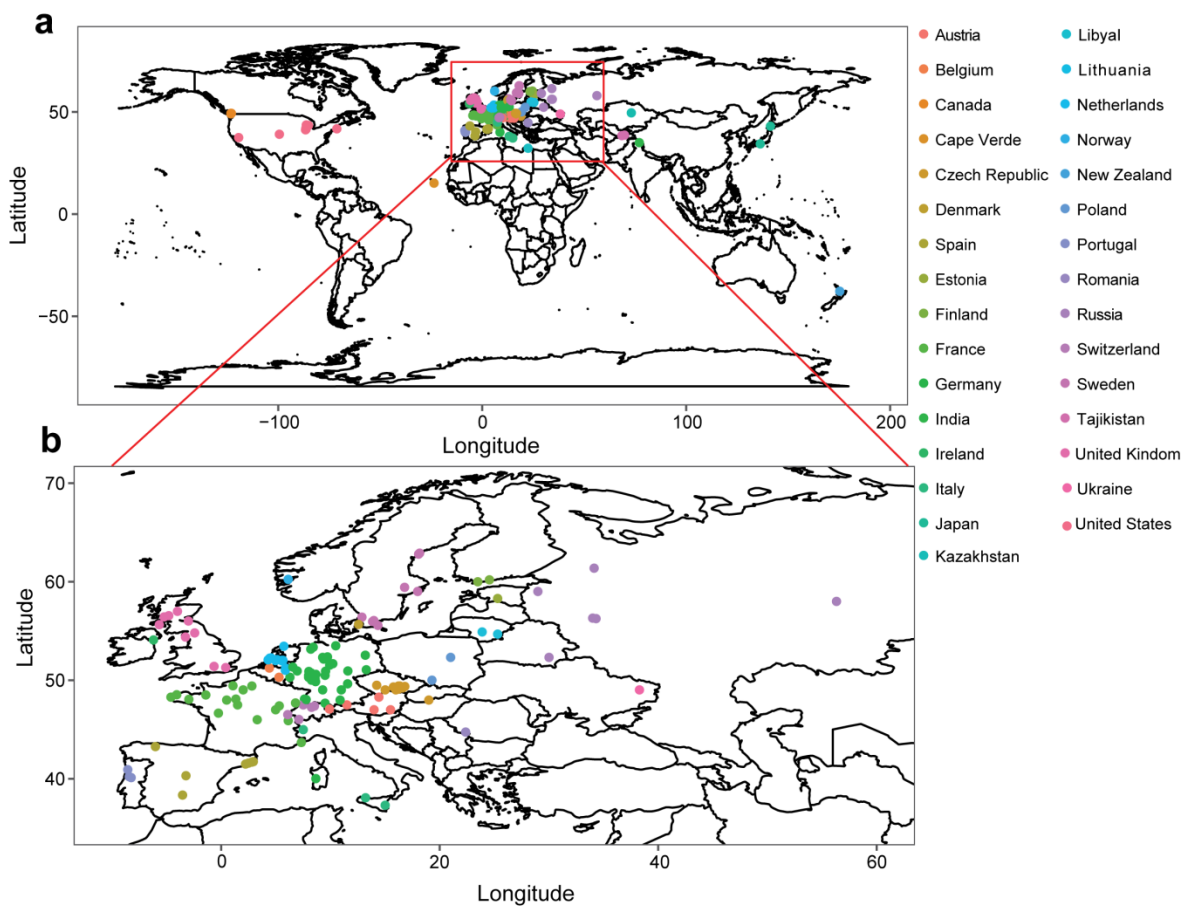 a
50
0
−50
Latitude
−100
0
100
200
Longitude
Austria
Belgium
Canada
Cape Verde
Czech Republic
Denmark
Spain
Estonia
Finland
France
Germany
India
Ireland
Italy
Japan
Kazakhstan
Libyal
Lithuania
Netherlands
Norway
New Zealand
Poland
Portugal
Romania
Russia
Switzerland
Sweden
Tajikistan
United Kindom
Ukraine
United States
b
70
60
50
40
Latitude
0
20
40
60
Longitude